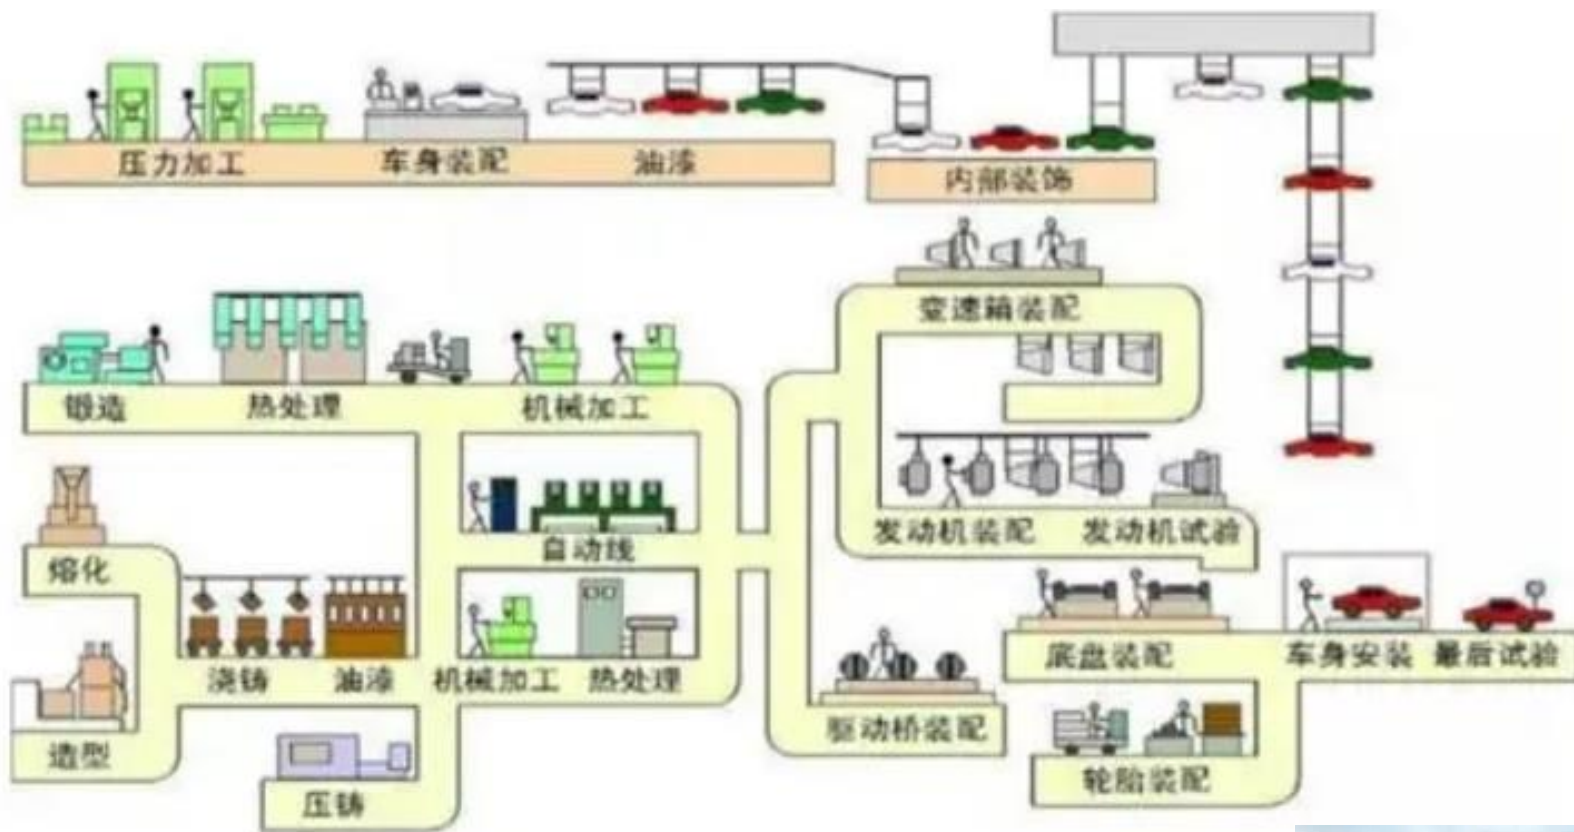 压力加工
车身装配
油漆
内部装饰
变速箱装配
锻造
热处理
机械加工
发动机装配
发动机试验
自动线
熔化
底盘装配
车身安装
最后试验
浇铸
油漆
机械加工
热处理
驱动桥装配
造型
轮胎装配
压铸